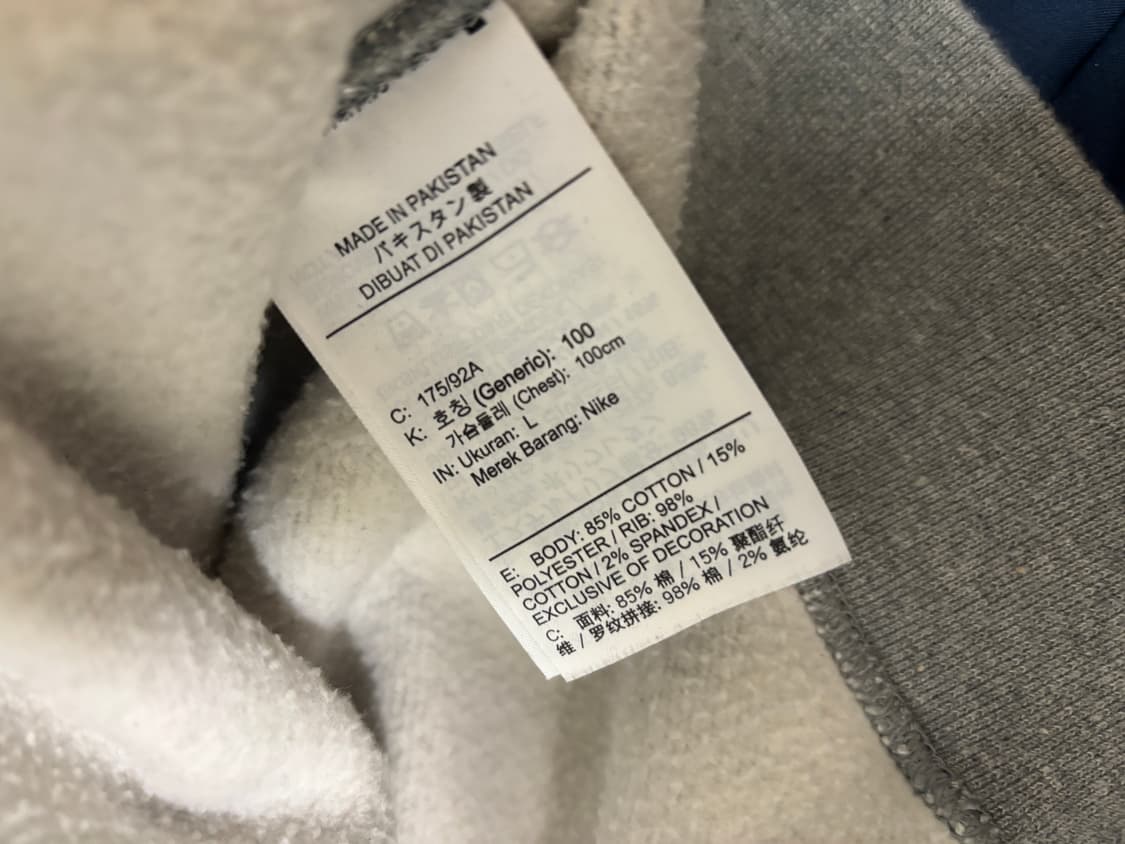 MADE IN PAKISTAN
パキスタン製
DIBUAT DI PAKISTAN
C: 175/92A
K: 호칭 (Generic): 100
가슴둘레 (Chest): 100cm
IN: Ukuran: L
Merek Barang: Nike
E: BODY: 85% COTTON / 15%
POLYESTER / RIB: 98%
COTTON / 2% SPANDEX /
EXCLUSIVE OF DECORATION
C: 面料: 85% 棉 / 15% 聚酯纤
维 / 罗纹拼接: 98% 棉 / 2% 氨纶